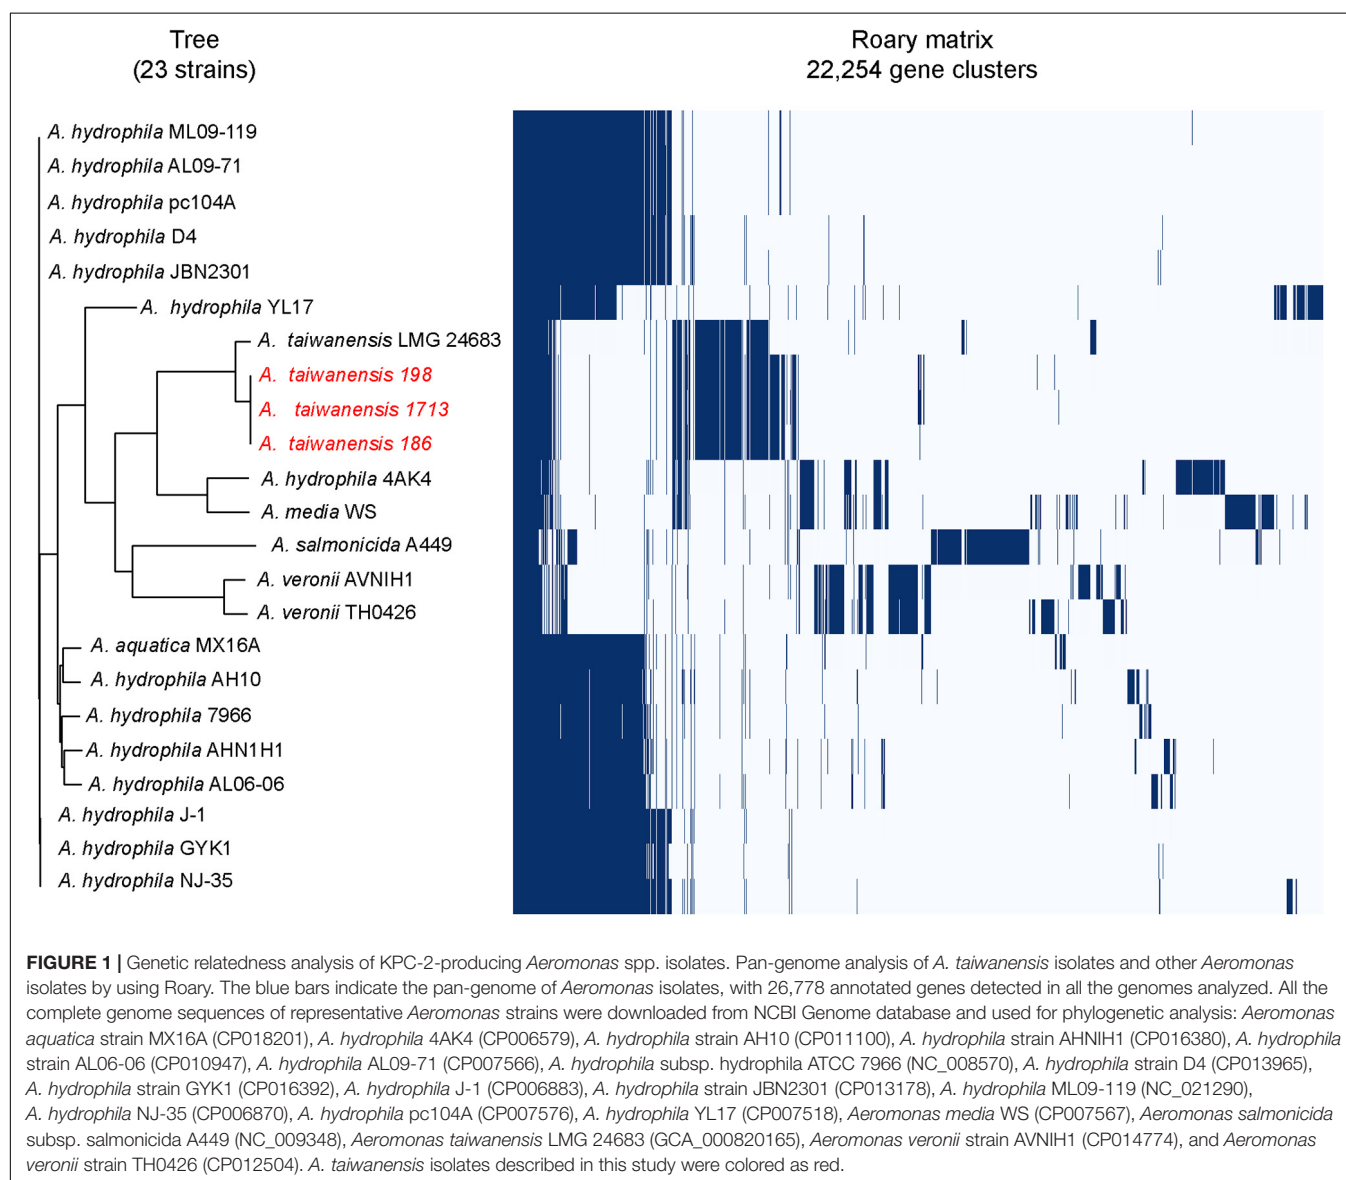 Tree
(23 strains)
Roary matrix
22,254 gene clusters
A. hydrophila ML09-119
A. hydrophila AL09-71
A. hydrophila pc104A
A. hydrophila D4
A. hydrophila JBN2301
A. hydrophila YL17
A. taiwanensis LMG 24683
A. taiwanensis 198
A. taiwanensis 1713
A. taiwanensis 186
A. hydrophila 4AK4
A. media WS
A. salmonicida A449
A. veronii AVNIH1
A. veronii TH0426
A. aquatica MX16A
A. hydrophila AH10
A. hydrophila 7966
A. hydrophila AHN1H1
A. hydrophila AL06-06
A. hydrophila J-1
A. hydrophila GYK1
A. hydrophila NJ-35
FIGURE 1 | Genetic relatedness analysis of KPC-2-producing Aeromonas spp. isolates. Pan-genome analysis of A. taiwanensis isolates and other Aeromonas
isolates by using Roary. The blue bars indicate the pan-genome of Aeromonas isolates, with 26,778 annotated genes detected in all the genomes analyzed. All the
complete genome sequences of representative Aeromonas strains were downloaded from NCBI Genome database and used for phylogenetic analysis: Aeromonas
aquatica strain MX16A (CP018201), A. hydrophila 4AK4 (CP006579), A. hydrophila strain AH10 (CP011100), A. hydrophila strain AHNIH1 (CP016380), A. hydrophila
strain AL06-06 (CP010947), A. hydrophila AL09-71 (CP007566), A. hydrophila subsp. hydrophila ATCC 7966 (NC_008570), A. hydrophila strain D4 (CP013965),
A. hydrophila strain GYK1 (CP016392), A. hydrophila J-1 (CP006883), A. hydrophila strain JBN2301 (CP013178), A. hydrophila ML09-119 (NC_021290),
A. hydrophila NJ-35 (CP006870), A. hydrophila pc104A (CP007576), A. hydrophila YL17 (CP007518), Aeromonas media WS (CP007567), Aeromonas salmonicida
subsp. salmonicida A449 (NC_009348), Aeromonas taiwanensis LMG 24683 (GCA_000820165), Aeromonas veronii strain AVNIH1 (CP014774), and Aeromonas
veronii strain TH0426 (CP012504). A. taiwanensis isolates described in this study were colored as red.